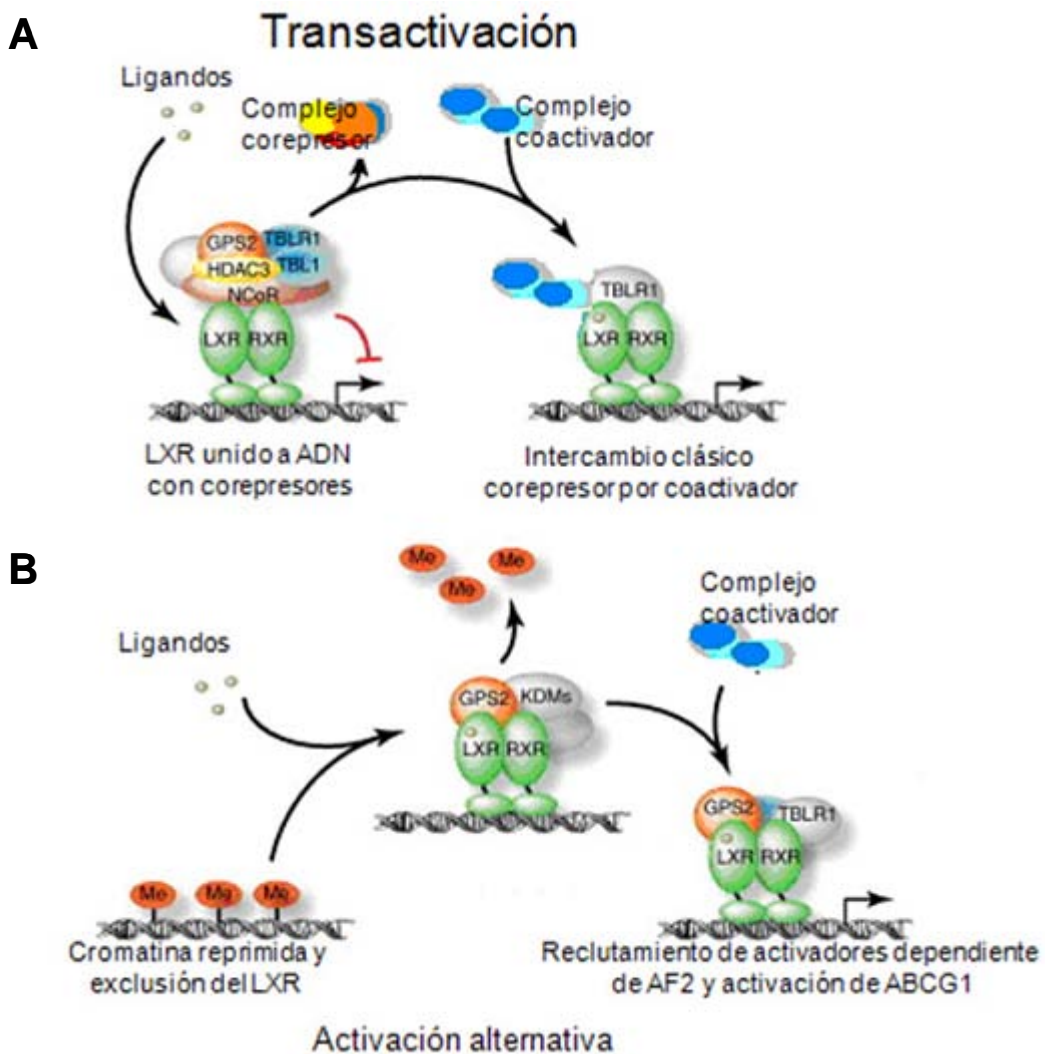 A
Transactivación
Ligandos
Complejo
corepresor
Complejo
coactivador
GPS2
TBLR1
HDAC3
TBL1
NCoR
LXR
RXR
TBLR1
LXR
RXR
LXR unido a ADN
con corepresores
Intercambio clásico
corepresor por coactivador
B
Me
Me
Me
Complejo
coactivador
Ligandos
GPS2
KDMs
LXR
RXR
GPS2
TBLR1
LXR
RXR
Me
Me
Me
Cromatina reprimida y
exclusión del LXR
Reclutamiento de activadores dependiente
de AF2 y activación de ABCG1
Activación alternativa